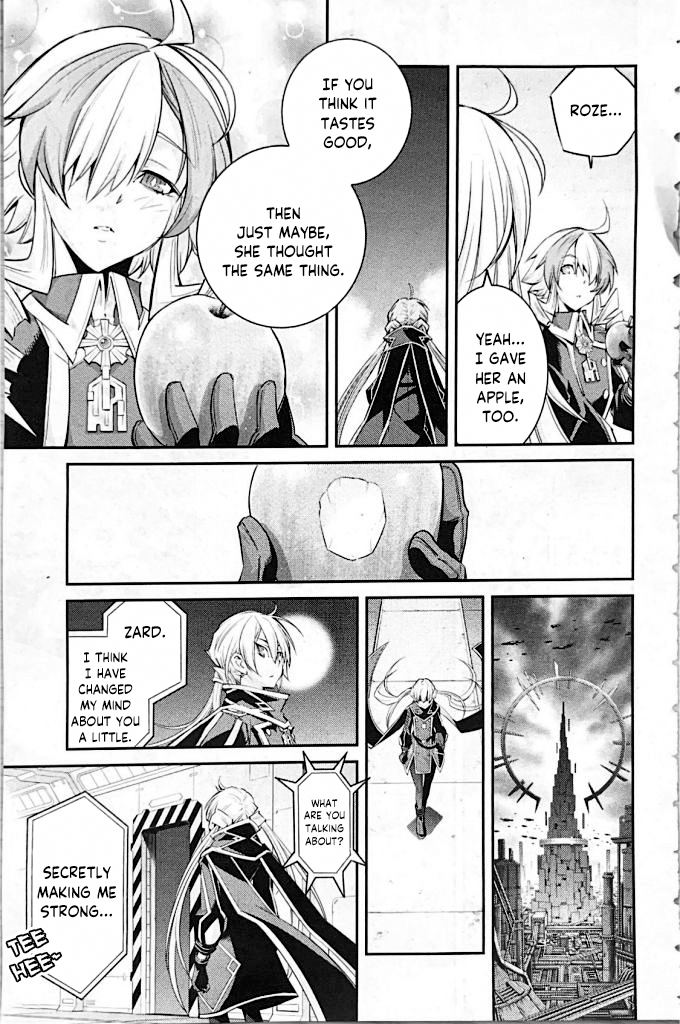 ROZE...
YEAH...
I GAVE
HER AN
APPLE,
TOO.
IF YOU
THINK IT
TASTES
GOOD,
THEN
JUST MAYBE,
SHE THOUGHT
THE SAME THING.
ZARD.
I THINK
I HAVE
CHANGED
MY MIND
ABOUT YOU
A LITTLE.
WHAT
ARE YOU
TALKING
ABOUT?
SECRETLY
MAKING ME
STRONG...
TEE
HEE~